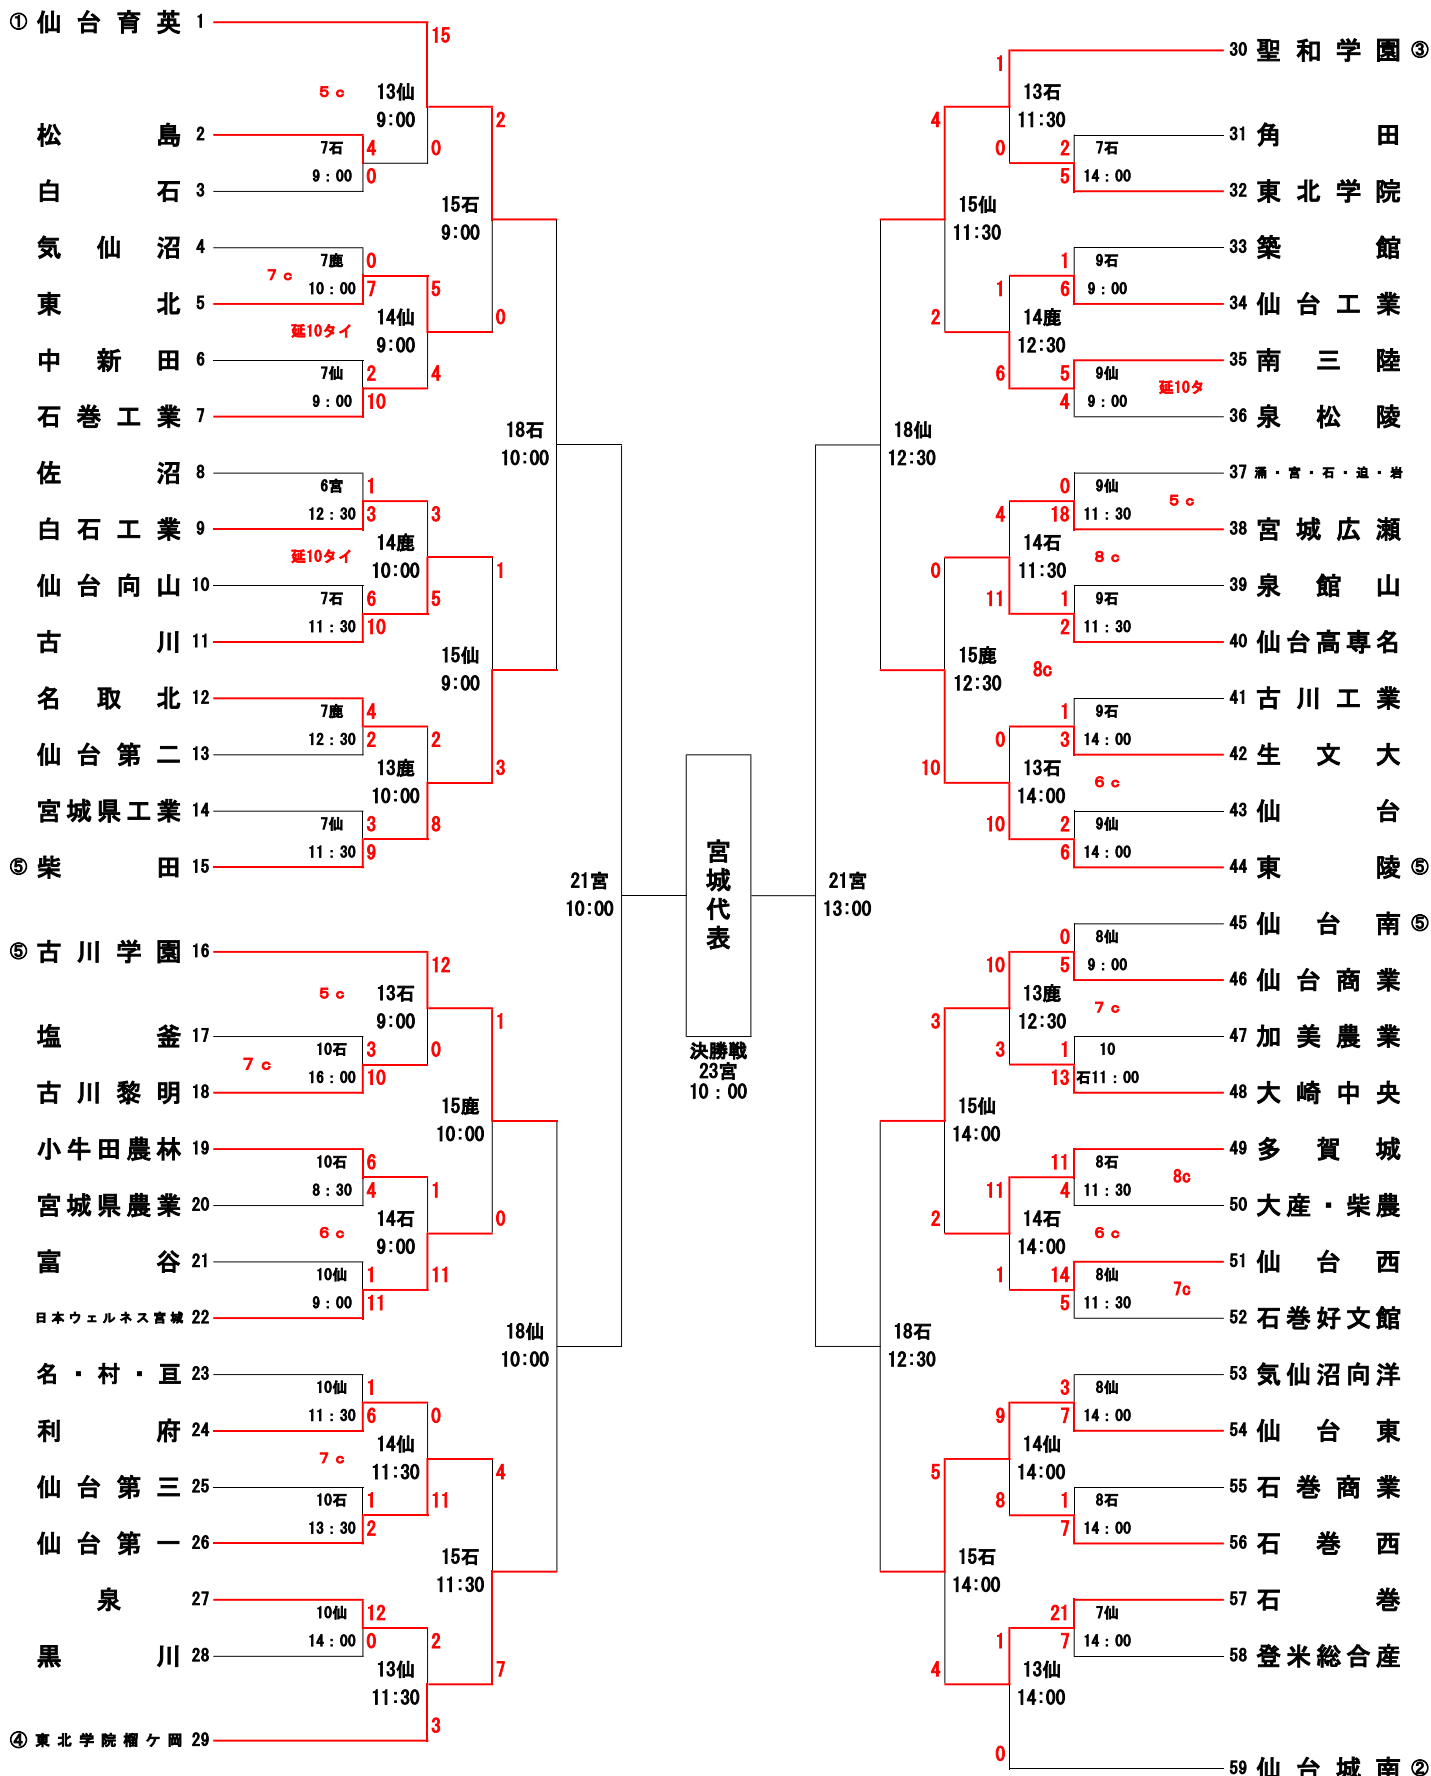 ① 仙台育英 1
15
5c
13仙
9:00
2
松島 2
7石
4
0
9:00
0
白石 3
15石
9:00
気仙沼 4
7鹿
0
7c
10:00
7
5
東北 5
14仙
0
延10タイ
9:00
中新田 6
7仙
2
4
9:00
10
石巻工業 7
18石
10:00
佐沼 8
6宮
1
12:30
3
3
白石工業 9
14鹿
延10タイ
10:00
1
仙台向山 10
7石
6
5
11:30
10
古川 11
15仙
9:00
名取北 12
7鹿
4
12:30
2
2
仙台第二 13
13鹿
3
10:00
宮城県工業 14
7仙
3
8
11:30
9
⑤ 柴田 15
21宮
10:00
⑤ 古川学園 16
12
5c
13石
9:00
1
塩釜 17
10石
3
0
7c
16:00
10
古川黎明 18
15鹿
10:00
小牛田農林 19
10石
6
8:30
4
1
宮城県農業 20
14石
0
6c
9:00
富谷 21
10仙
1
11
9:00
11
日本ウェルネス宮城 22
18仙
10:00
名・村・亘 23
10仙
1
11:30
6
0
利府 24
14仙
7c
11:30
4
仙台第三 25
10石
1
11
13:30
2
仙台第一 26
15石
11:30
泉 27
10仙
12
14:00
0
2
黒川 28
13仙
7
11:30
3
④ 東北学院榴ケ岡 29
宮城代表
決勝戦
23宮
10:00
30 聖和学園 ③
1
13石
11:30
4
31 角田
7石
2
0
14:00
5
32 東北学院
15仙
11:30
33 築館
9石
1
9:00
6
1
34 仙台工業
14鹿
2
12:30
35 南三陸
9仙
5
6
延10タ
9:00
4
36 泉松陵
18仙
12:30
37 涌・宮・石・迫・岩
9仙
0
5c
11:30
18
4
38 宮城広瀬
14石
8c
11:30
0
39 泉館山
9石
1
11
11:30
2
40 仙台高専名
15鹿
12:30
8c
41 古川工業
9石
1
14:00
3
0
42 生文大
13石
10
6c
14:00
43 仙台
9仙
2
10
14:00
6
44 東陵 ⑤
21宮
13:00
45 仙台南 ⑤
8仙
0
9:00
5
10
46 仙台商業
13鹿
7c
12:30
3
47 加美農業
10
1
3
石11:00
13
48 大崎中央
15仙
14:00
49 多賀城
8石
11
8c
11:30
4
11
50 大産・柴農
14石
2
6c
14:00
51 仙台西
8仙
14
1
7c
11:30
5
52 石巻好文館
18石
12:30
53 気仙沼向洋
8仙
3
14:00
7
9
54 仙台東
14仙
5
14:00
55 石巻商業
8石
1
8
14:00
7
56 石巻西
15石
14:00
57 石巻
7仙
21
14:00
7
1
58 登米総合産
13仙
4
14:00
0
59 仙台城南 ②